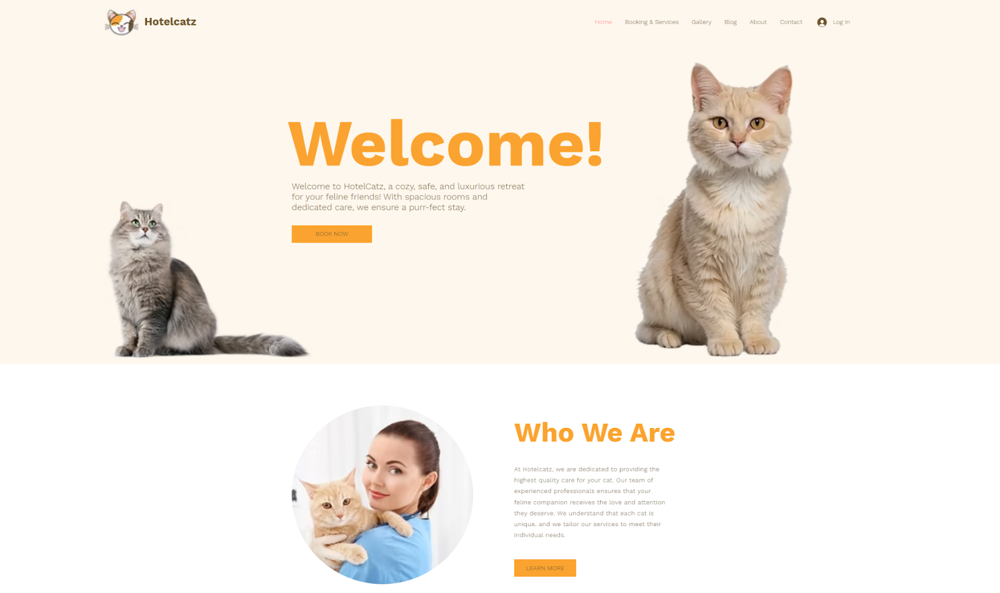 Hotelcatz
Home Booking & Services Gallery Blog About Contact Log In
Welcome!
Welcome to HotelCatz, a cozy, safe, and luxurious retreat
for your feline friends! With spacious rooms and
dedicated care, we ensure a purr-fect stay.
BOOK NOW
Who We Are
At Hotelcatz, we are dedicated to providing the
highest quality care for your cat. Our team of
experienced professionals ensures that your
feline companion receives the love and attention
they deserve. We understand that each cat is
unique, and we tailor our services to meet their
individual needs.
LEARN MORE